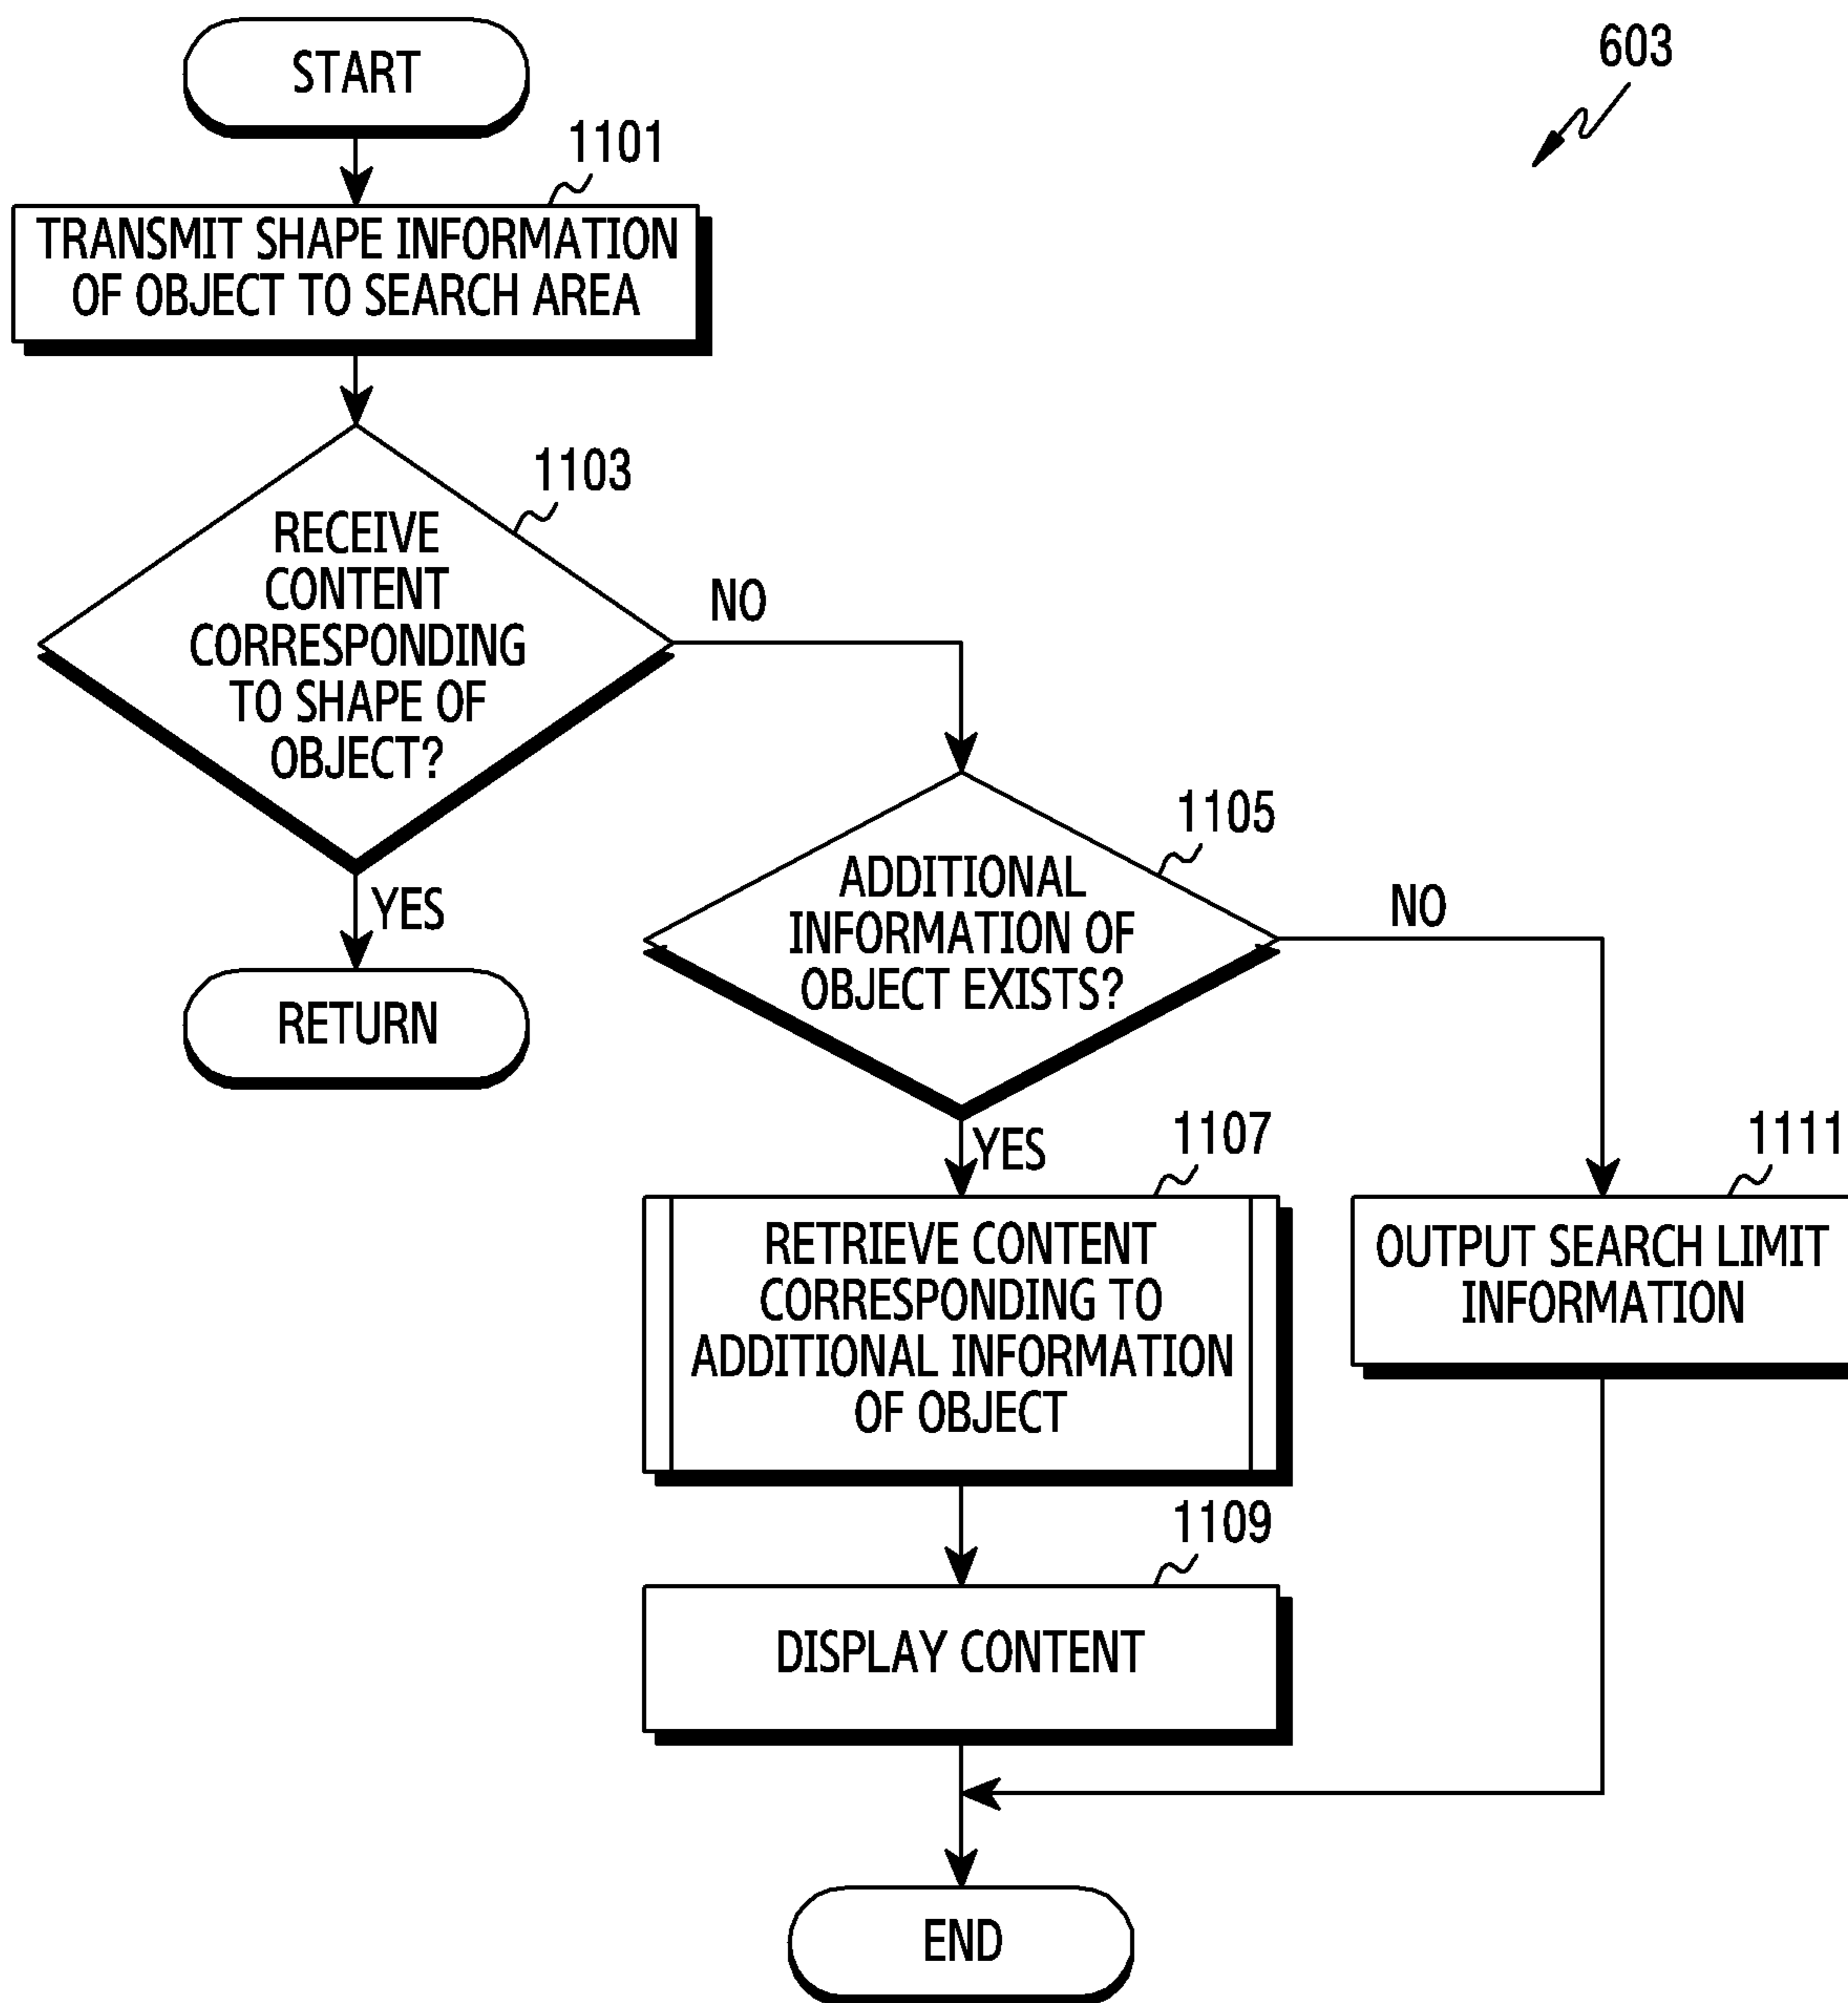 START
603
1101
TRANSMIT SHAPE INFORMATION
OF OBJECT TO SEARCH AREA
1103
RECEIVE
CONTENT
CORRESPONDING
TO SHAPE OF
OBJECT?
NO
YES
RETURN
1105
ADDITIONAL
INFORMATION OF
OBJECT EXISTS?
NO
YES
1107
RETRIEVE CONTENT
CORRESPONDING TO
ADDITIONAL INFORMATION
OF OBJECT
1111
OUTPUT SEARCH LIMIT
INFORMATION
1109
DISPLAY CONTENT
END